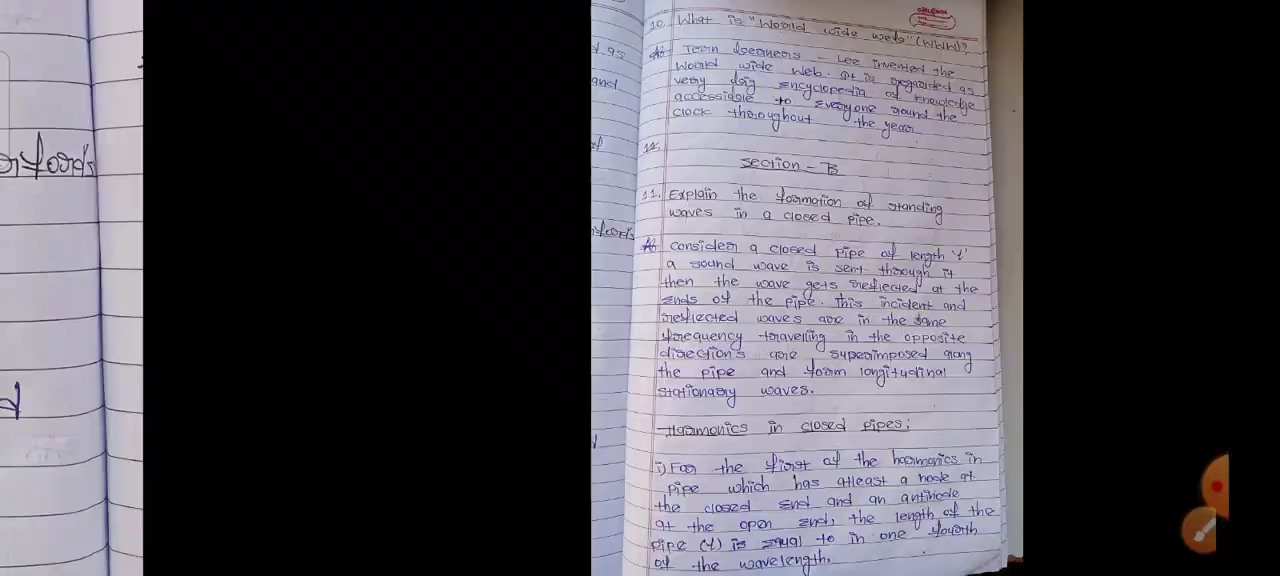 10. What is "World wide web" (WWW)?
A) Team Berners - Lee invented the
World wide Web. It is regarded as
very big encyclopedia of knowledge
accessible to everyone around the
clock throughout the year
14.
Section - B
11. Explain the formation of standing
waves in a closed pipe.
A) Consider a closed pipe of length 'l'
a sound wave is sent through it
then the wave gets reflected at the
ends of the pipe. This incident and
reflected waves are in the same
frequency travelling in the opposite
direction's are superimposed along
the pipe and form longitudinal
stationary waves.
Harmonics in closed pipes:
i) For the first of the harmonics in
pipe which has atleast a node at
the closed end and an antinode
at the open end, the length of the
pipe (l) is equal to in one fourth
of the wavelength.
d as
and